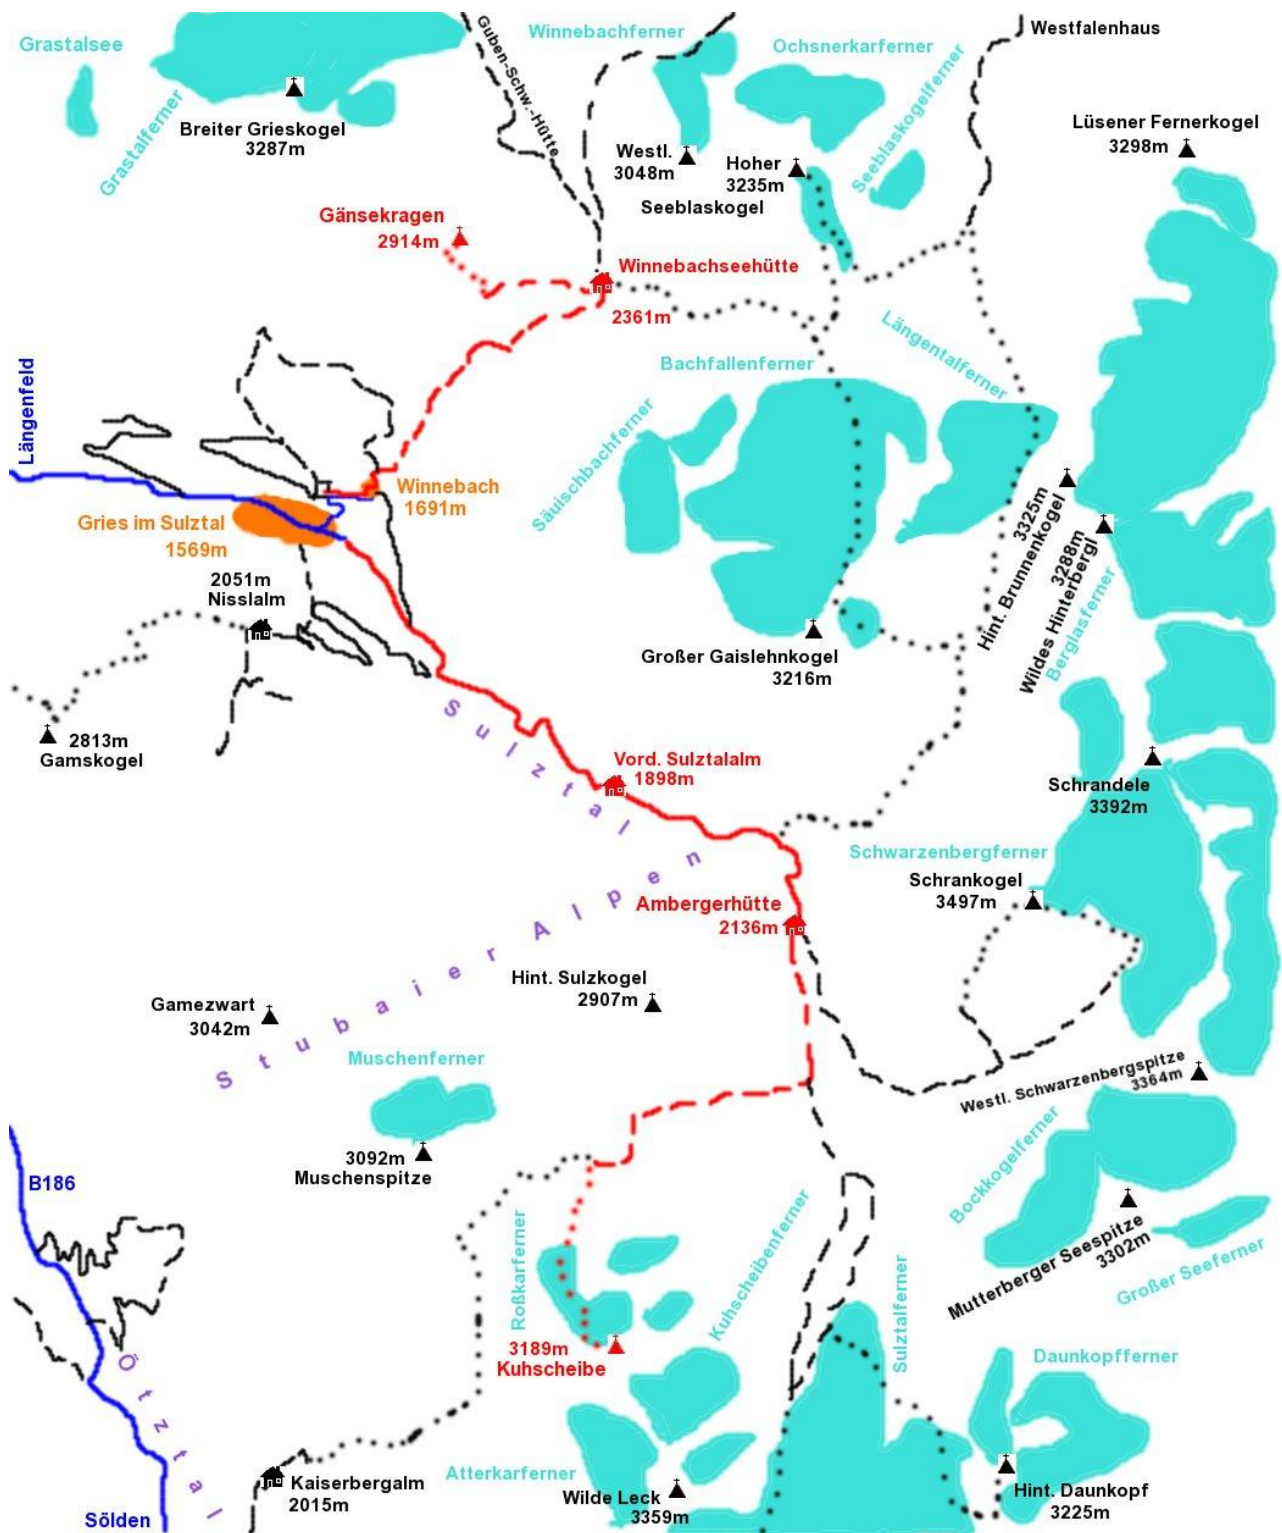 Grastalsee
Grastalferner
Breiter Grieskogel
3287m
Guben-Schw.-Hütte
Winnebachferner
Ochsnerkarferner
Westfalenhaus
Seeblaskogelferner
Lüsener Fernerkogel
3298m
Westl.
3048m
Hoher
3235m
Seeblaskogel
Gänsekragen
2914m
Winnebachseehütte
2361m
Längentalferner
Bachfallenferner
Säuischbachferner
Längenfeld
Winnebach
1691m
Gries im Sulztal
1569m
Hint. Brunnenkogel
3325m
Wildes Hinterbergl
3288m
Berglasferner
2051m
Nisslalm
Großer Gaislehnkogel
3216m
2813m
Gamskogel
Sulztal
Vord. Sulztalalm
1898m
Schrandele
3392m
Schwarzenbergferner
Schrankogel
3497m
Ambergerhütte
2136m
Stubaier Alpen
Hint. Sulzkogel
2907m
Gamezwart
3042m
Muschenferner
3092m
Muschenspitze
Westl. Schwarzenbergspitze
3364m
Bockkogelferner
Mutterberger Seespitze
3302m
Großer Seeferner
B186
Roßkarferner
Kuhscheibenferner
Sulztalferner
3189m
Kuhscheibe
Daunkopfferner
Ötztal
Kaiserbergalm
2015m
Atterkarferner
Wilde Leck
3359m
Hint. Daunkopf
3225m
Sölden